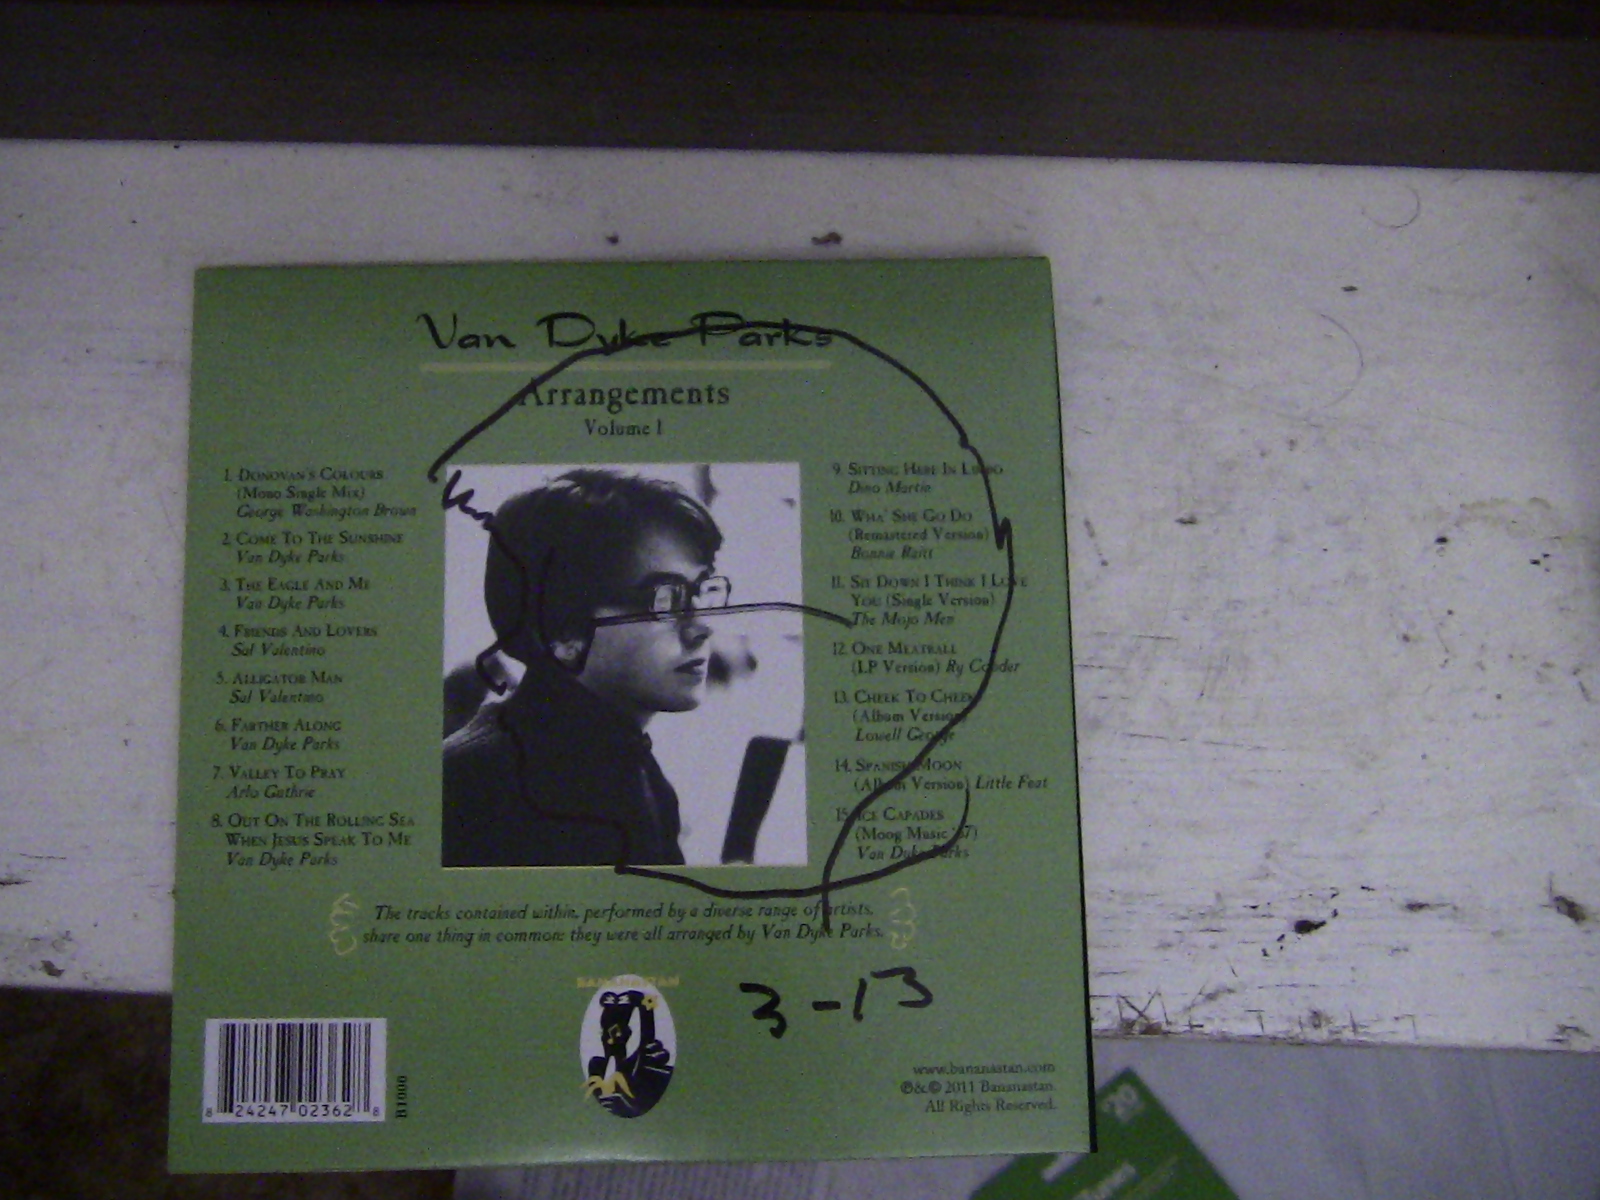 Van Dyke Parks
Arrangements
Volume 1
1. DONOVAN'S COLOURS
(Mono Single Mix)
George Washington Brown
2. COME TO THE SUNSHINE
Van Dyke Parks
3. THE EAGLE AND ME
Van Dyke Parks
4. FRIENDS AND LOVERS
Sal Valentino
5. ALLIGATOR MAN
Sal Valentino
6. FARTHER ALONG
Van Dyke Parks
7. VALLEY TO PRAY
Arlo Guthrie
8. OUT ON THE ROLLING SEA
WHEN JESUS SPEAK TO ME
Van Dyke Parks
9. SITTING HERE IN LIMBO
Dino Martin
10. WHA' SHE GO DO
(Remastered Version)
Bonnie Raitt
11. SIT DOWN I THINK I LOVE
YOU (Single Version)
The Mojo Men
12. ONE MEATBALL
(LP Version) Ry Cooder
13. CHEEK TO CHEEK
(Album Version)
Lowell George
14. SPANISH MOON
(Album Version) Little Feat
15. ICE CAPADES
(Moog Music '67)
Van Dyke Parks
The tracks contained within, performed by a diverse range of artists,
share one thing in common: they were all arranged by Van Dyke Parks.
BANANASTAN
3-13
8 24247 02362 8
B1000
www.bananastan.com
℗&© 2011 Bananastan.
All Rights Reserved.
20